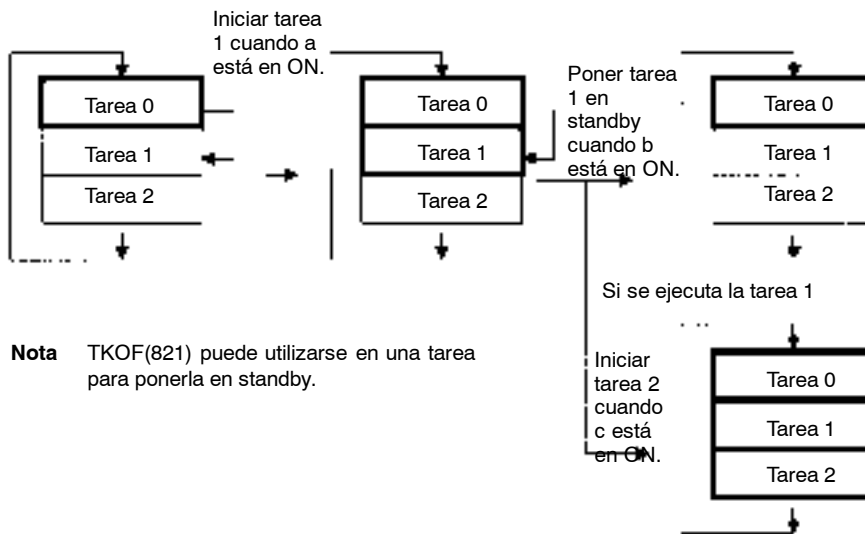 Iniciar tarea
1 cuando a
está en ON.
Tarea 0
Tarea 1
Tarea 2
Tarea 0
Tarea 1
Tarea 2
Poner tarea
1 en
standby
cuando b
está en ON.
Tarea 0
Tarea 1
Tarea 2
Si se ejecuta la tarea 1
Nota TKOF(821) puede utilizarse en una tarea
para ponerla en standby.
Iniciar
tarea 2
cuando
c está
en ON.
Tarea 0
Tarea 1
Tarea 2